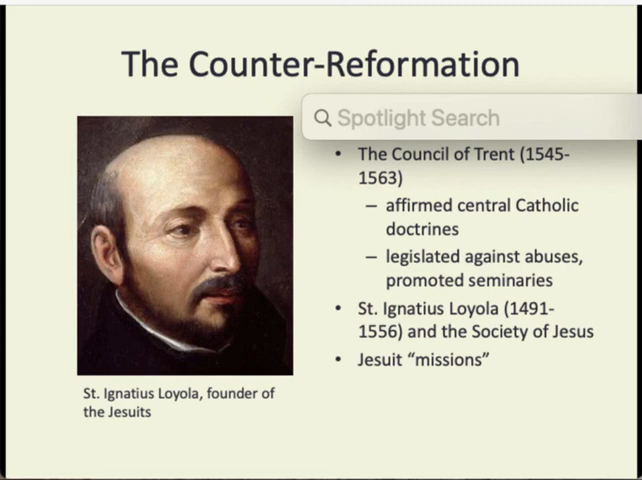 The Counter-Reformation
Spotlight Search
• The Council of Trent (1545-
1563)
– affirmed central Catholic
doctrines
– legislated against abuses,
promoted seminaries
• St. Ignatius Loyola (1491-
1556) and the Society of Jesus
• Jesuit “missions”
St. Ignatius Loyola, founder of
the Jesuits